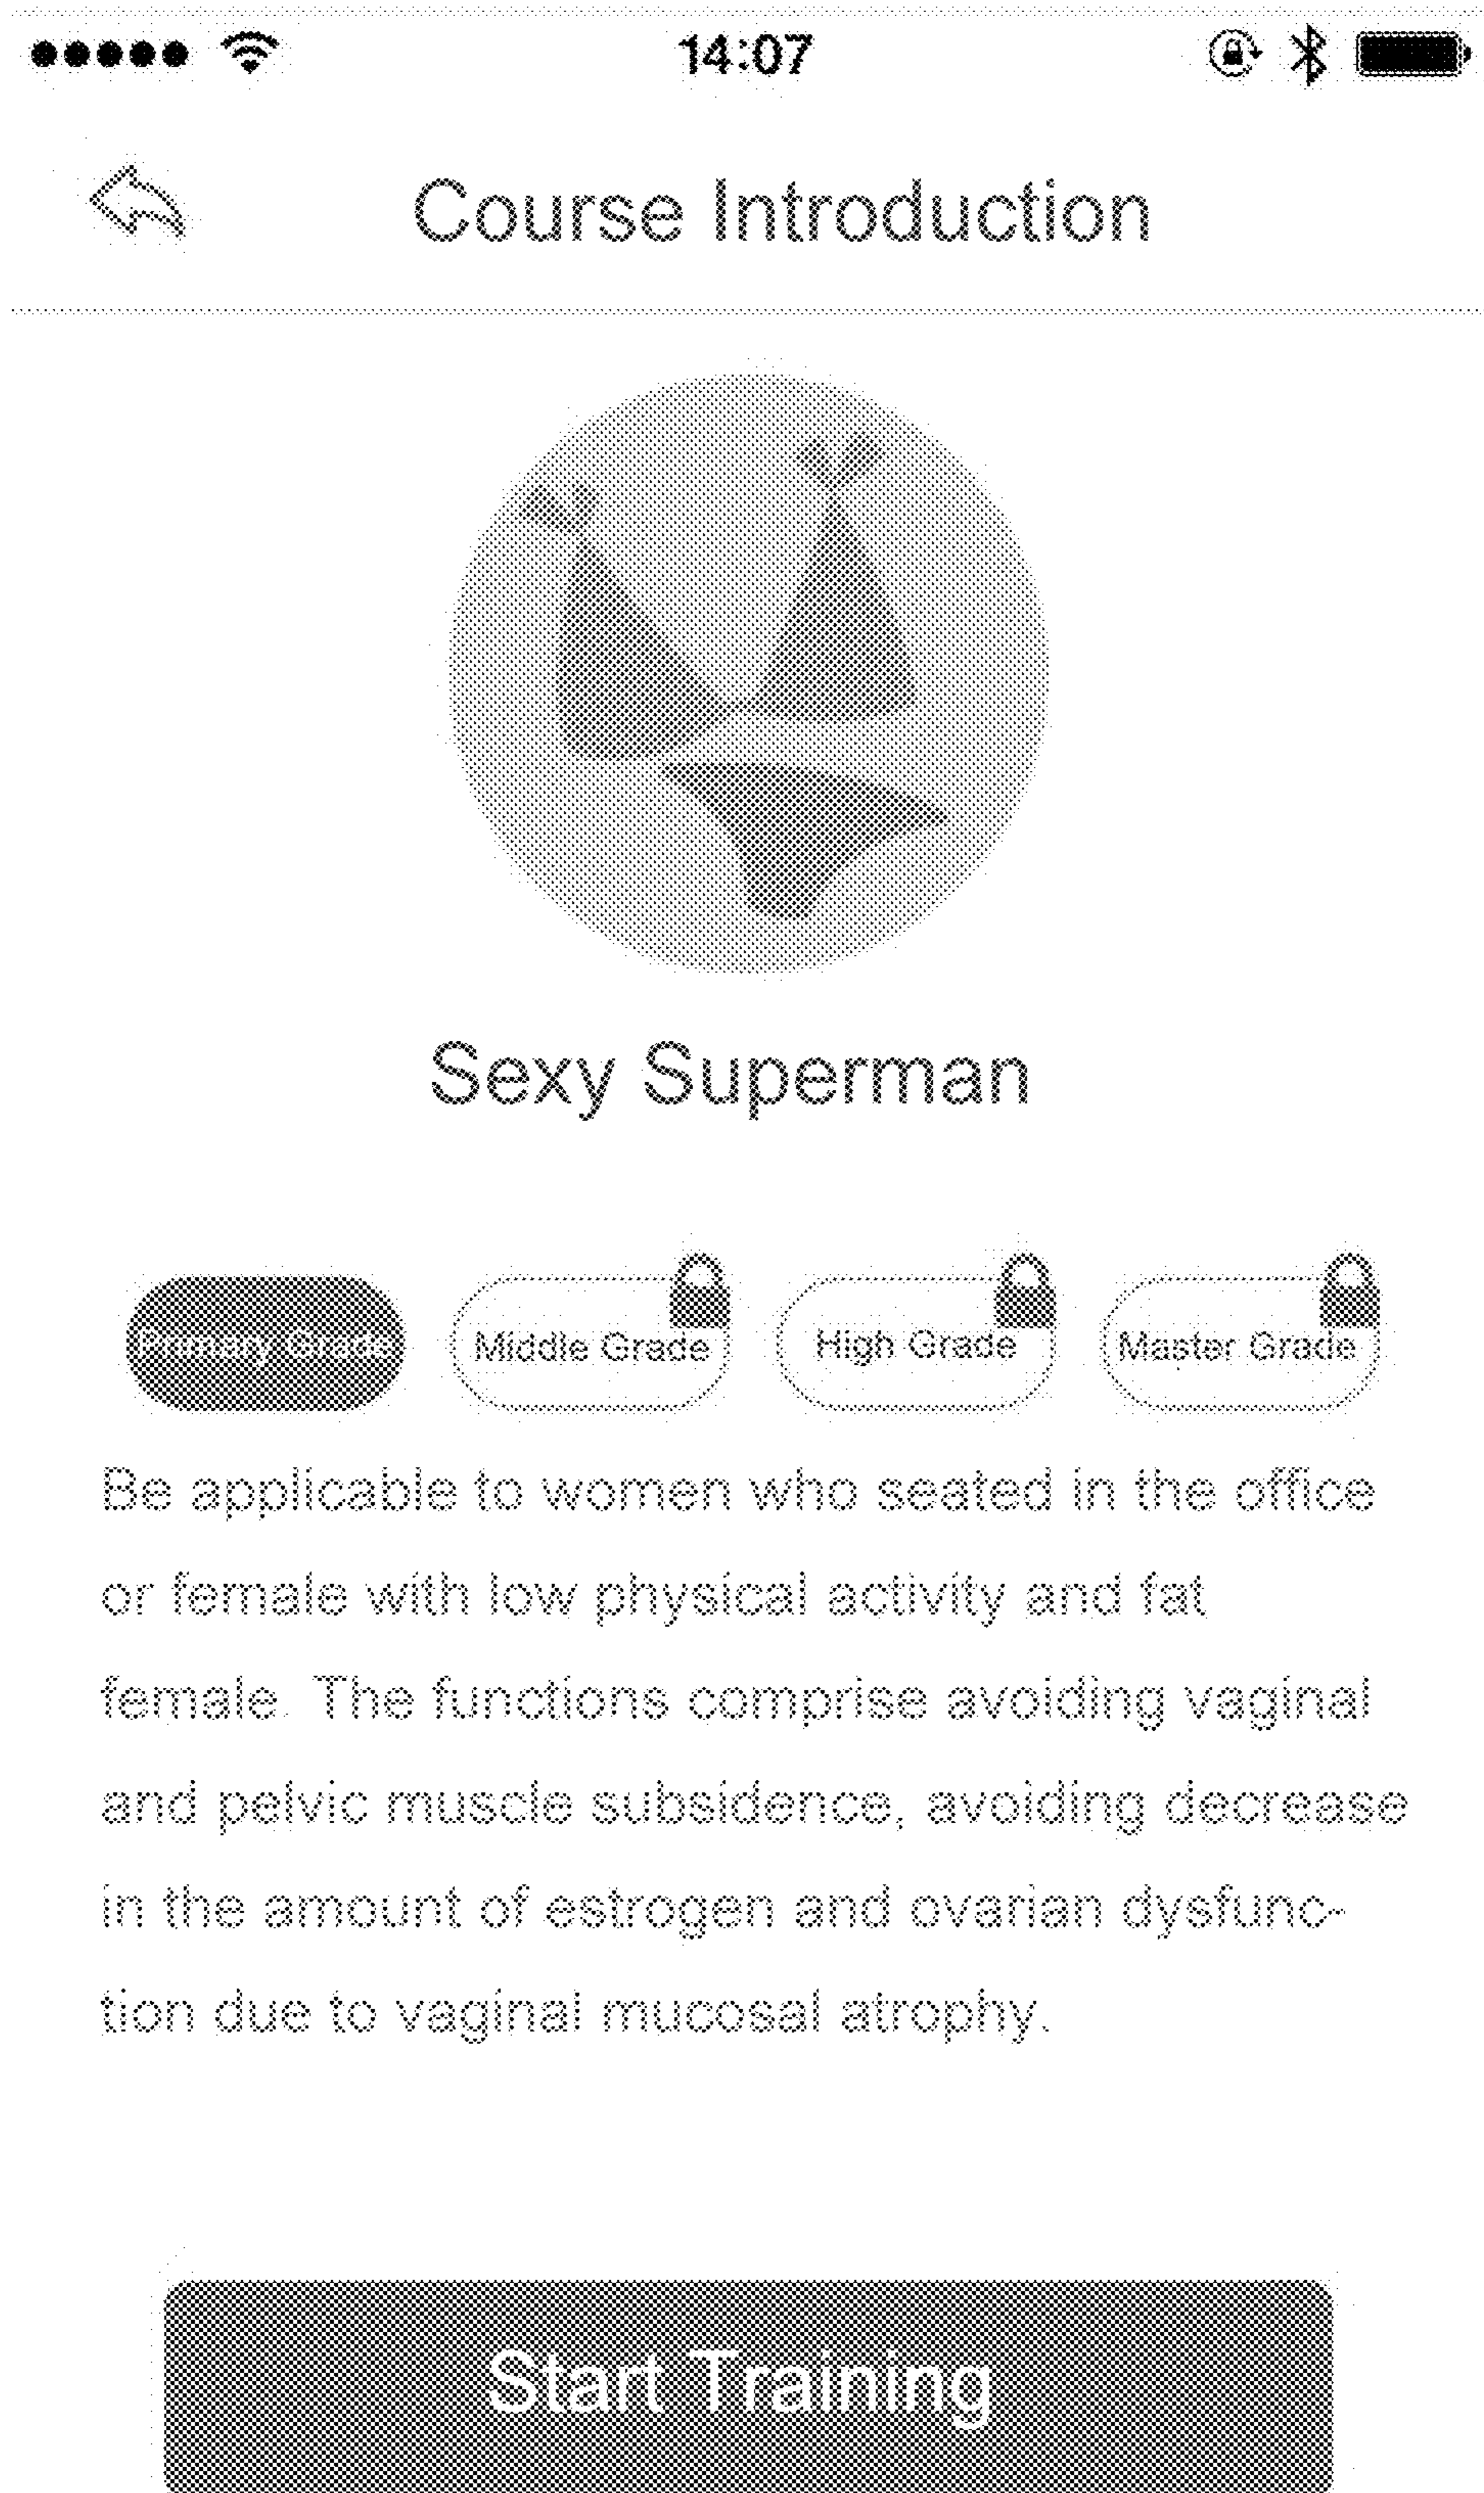 14:07
Course Introduction
Sexy Superman
Primary Grade
Middle Grade
High Grade
Master Grade
Be applicable to women who seated in the office
or female with low physical activity and fat
female. The functions comprise avoiding vaginal
and pelvic muscle subsidence, avoiding decrease
in the amount of estrogen and ovarian dysfunc-
tion due to vaginal mucosal atrophy.
Start Training